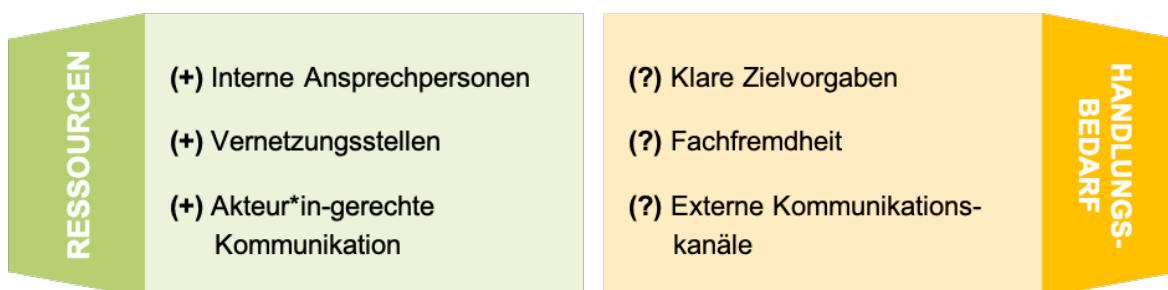 RESSOURCEN
(+) Interne Ansprechpersonen
(+) Vernetzungsstellen
(+) Akteur*in-gerechte
Kommunikation
(?) Klare Zielvorgaben
(?) Fachfremdheit
(?) Externe Kommunikations-
kanäle
HANDLUNGS-
BEDARF